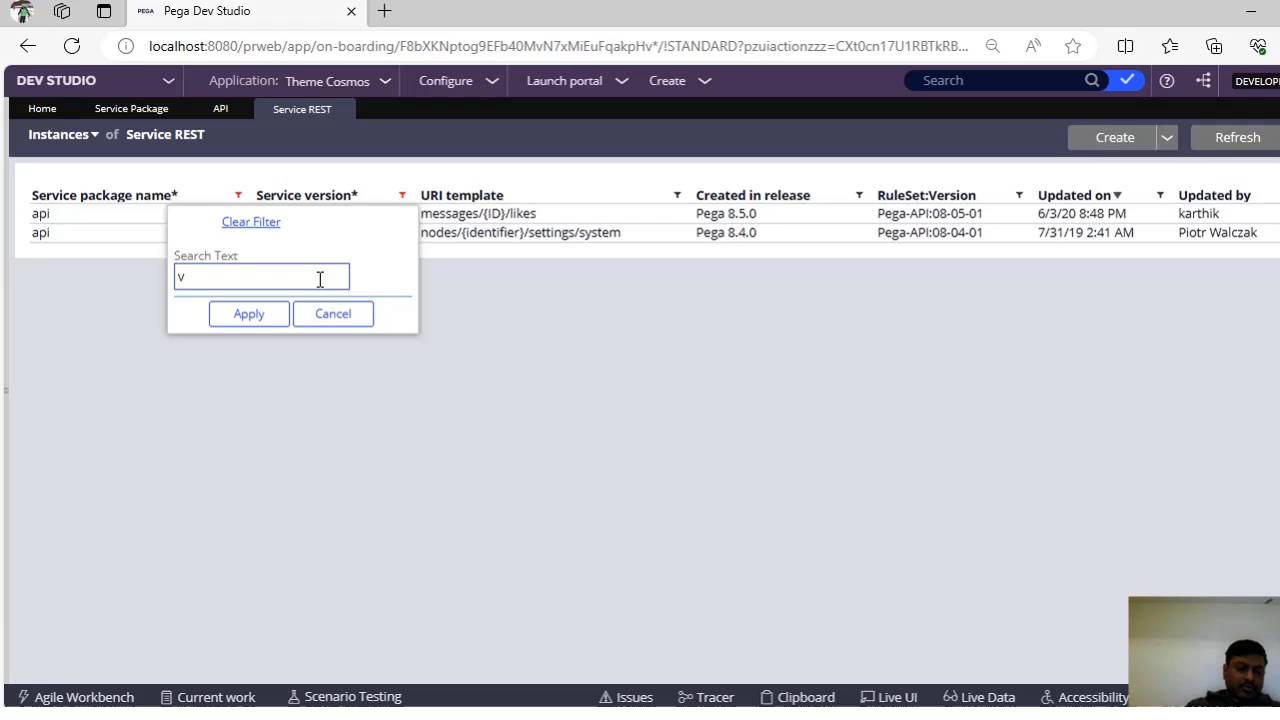 PEGA Pega Dev Studio
localhost:8080/prweb/app/on-boarding/F8bXKNptog9EFb40MvN7xMiEuFqakpHv*/!STANDARD?pzuiactionzzz=CXt0cn17U1RBTkRB...
DEV STUDIO Application: Theme Cosmos Configure Launch portal Create Search DEVELOP
Home Service Package API Service REST
Instances of Service REST Create Refresh
Service package name* Service version* URI template Created in release RuleSet:Version Updated on Updated by
api messages/{ID}/likes Pega 8.5.0 Pega-API:08-05-01 6/3/20 8:48 PM karthik
Clear Filter
api nodes/{identifier}/settings/system Pega 8.4.0 Pega-API:08-04-01 7/31/19 2:41 AM Piotr Walczak
Search Text
v
Apply Cancel
Agile Workbench Current work Scenario Testing Issues Tracer Clipboard Live UI Live Data Accessibility